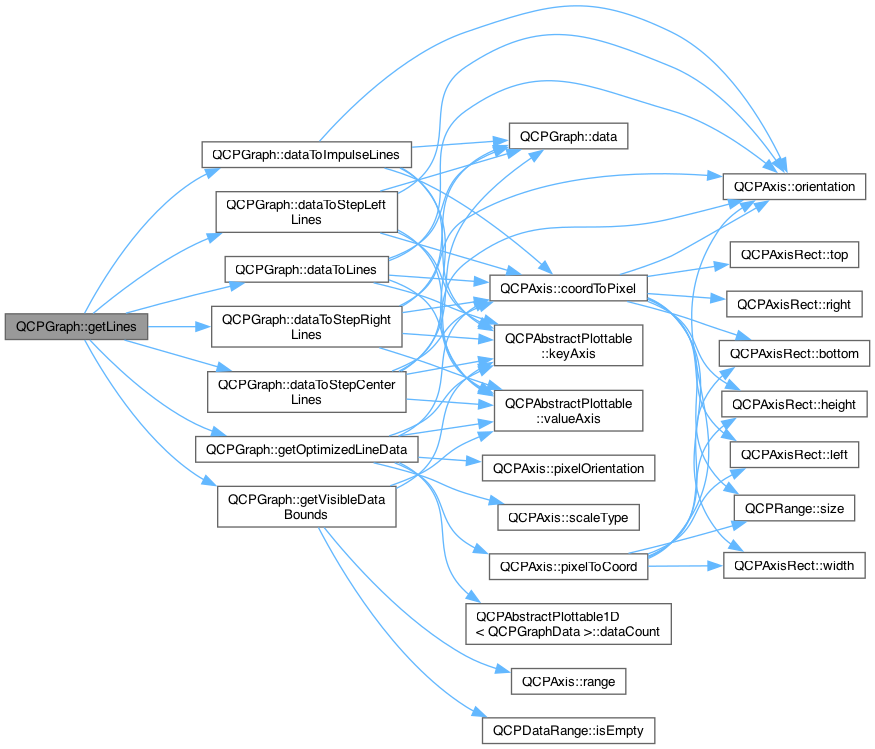 QCPGraph::getLines
QCPGraph::dataToImpulseLines
QCPGraph::dataToStepLeft
Lines
QCPGraph::dataToLines
QCPGraph::dataToStepRight
Lines
QCPGraph::dataToStepCenter
Lines
QCPGraph::getOptimizedLineData
QCPGraph::getVisibleData
Bounds
QCPGraph::data
QCPAxis::coordToPixel
QCPAbstractPlottable
::keyAxis
QCPAbstractPlottable
::valueAxis
QCPAxis::pixelOrientation
QCPAxis::scaleType
QCPAxis::pixelToCoord
QCPAbstractPlottable1D
< QCPGraphData >::dataCount
QCPAxis::range
QCPDataRange::isEmpty
QCPAxis::orientation
QCPAxisRect::top
QCPAxisRect::right
QCPAxisRect::bottom
QCPAxisRect::height
QCPAxisRect::left
QCPRange::size
QCPAxisRect::width